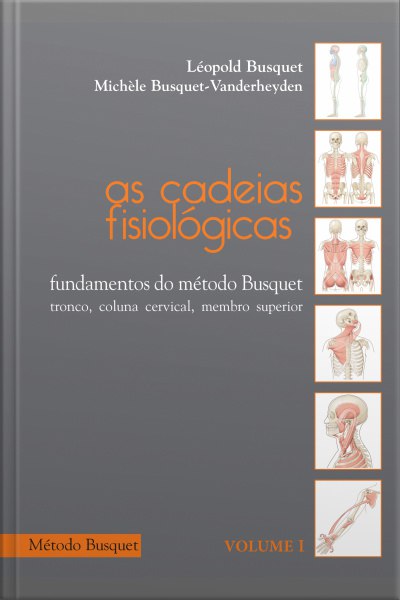 Léopold Busquet
Michèle Busquet-Vanderheyden
as cadeias
fisiológicas
fundamentos do método Busquet
tronco, coluna cervical, membro superior
Método Busquet
VOLUME I